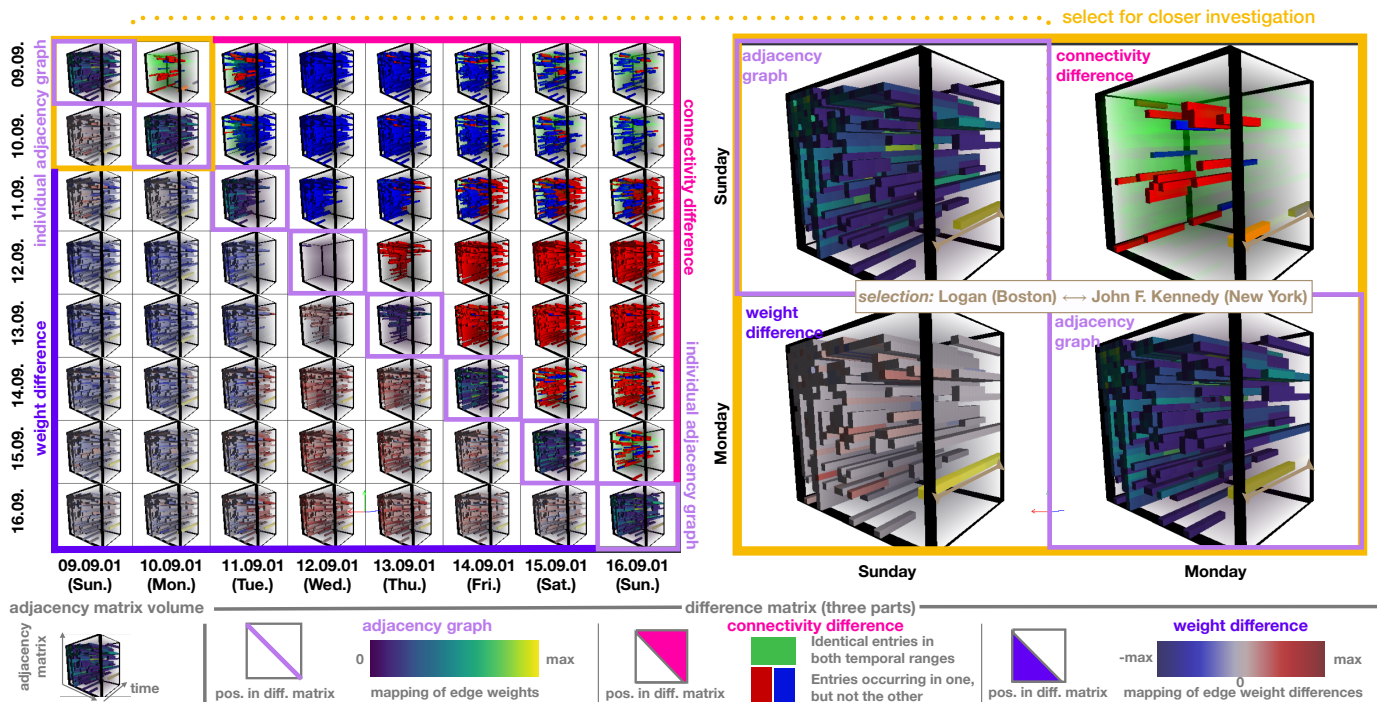 select for closer investigation
09.09.
10.09.
11.09.
12.09.
13.09.
14.09.
15.09.
16.09.
individual adjacency graph
weight difference
connectivity difference
individual adjacency graph
09.09.01
(Sun.)
10.09.01
(Mon.)
11.09.01
(Tue.)
12.09.01
(Wed.)
13.09.01
(Thu.)
14.09.01
(Fri.)
15.09.01
(Sat.)
16.09.01
(Sun.)
adjacency
graph
connectivity
difference
Sunday
selection: Logan (Boston) ⟷ John F. Kennedy (New York)
weight
difference
adjacency
graph
Monday
Sunday
Monday
adjacency matrix volume
difference matrix (three parts)
adjacency
matrix
time
pos. in diff. matrix
adjacency graph
0
max
mapping of edge weights
pos. in diff. matrix
connectivity difference
Identical entries in
both temporal ranges
Entries occurring in one,
but not the other
pos. in diff. matrix
weight difference
-max
max
0
mapping of edge weight differences